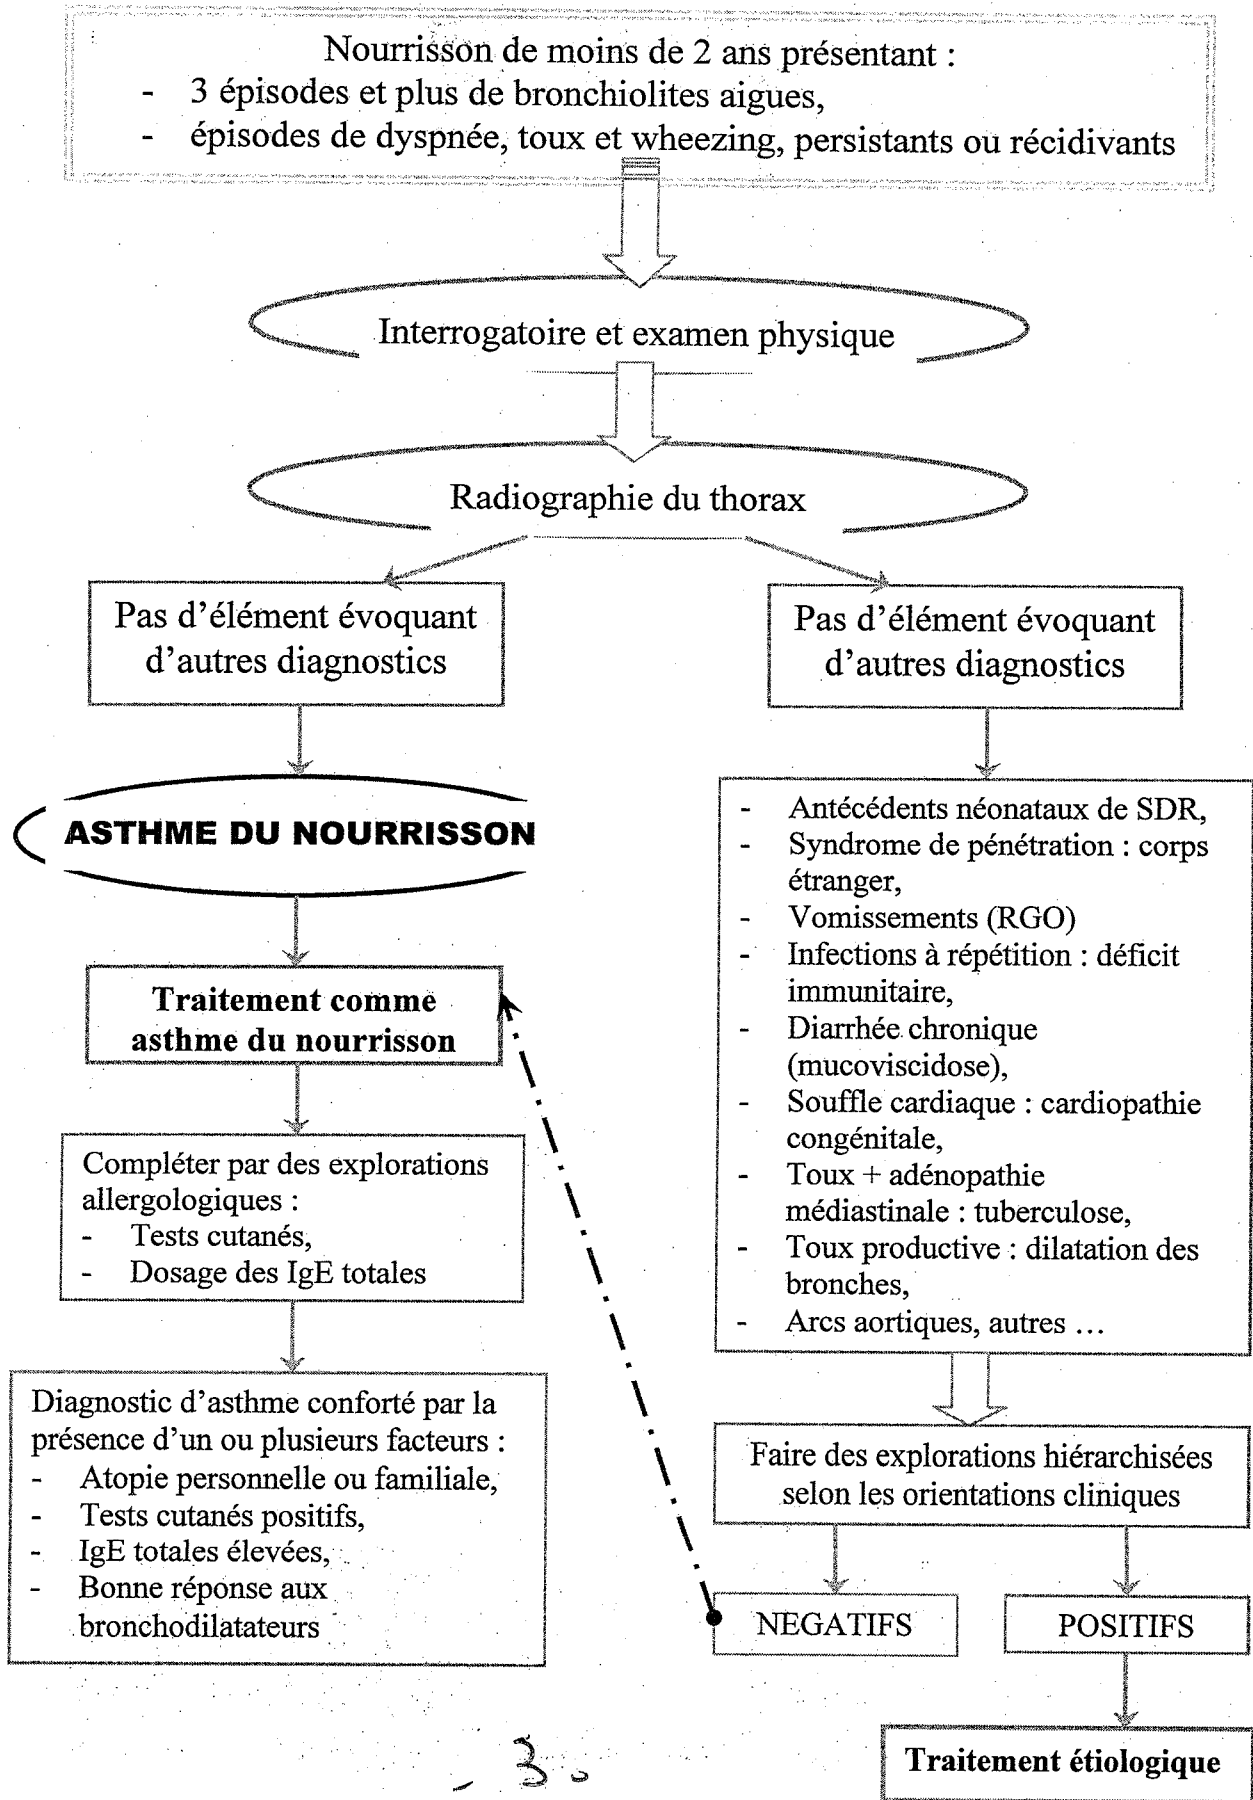 Nourrisson de moins de 2 ans présentant :
- 3 épisodes et plus de bronchiolites aigues,
- épisodes de dyspnée, toux et wheezing, persistants ou récidivants
Interrogatoire et examen physique
Radiographie du thorax
Pas d'élément évoquant
d'autres diagnostics
ASTHME DU NOURRISSON
Traitement comme
asthme du nourrisson
Compléter par des explorations
allergologiques :
- Tests cutanés,
- Dosage des IgE totales
Diagnostic d'asthme conforté par la
présence d'un ou plusieurs facteurs :
- Atopie personnelle ou familiale,
- Tests cutanés positifs,
- IgE totales élevées,
- Bonne réponse aux
bronchodilatateurs
Pas d'élément évoquant
d'autres diagnostics
- Antécédents néonataux de SDR,
- Syndrome de pénétration : corps
étranger,
- Vomissements (RGO)
- Infections à répétition : déficit
immunitaire,
- Diarrhée chronique
(mucoviscidose),
- Souffle cardiaque : cardiopathie
congénitale,
- Toux + adénopathie
médiastinale : tuberculose,
- Toux productive : dilatation des
bronches,
- Arcs aortiques, autres ...
Faire des explorations hiérarchisées
selon les orientations cliniques
NEGATIFS
POSITIFS
Traitement étiologique
- 3.